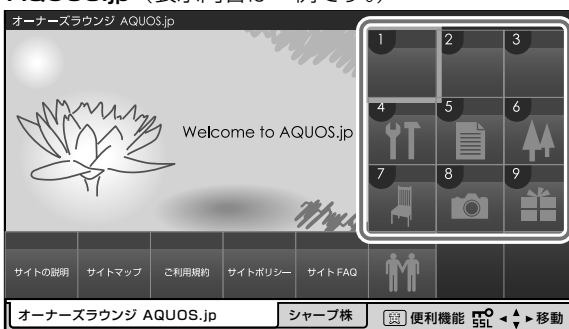 オーナーズラウンジ AQUOS.jp
1 2 3
Welcome to AQUOS.jp
4 5 6
7 8 9
サイトの説明 サイトマップ ご利用規約 サイトポリシー サイトFAQ
オーナーズラウンジ AQUOS.jp シャープ株 便利機能 SSL 移動